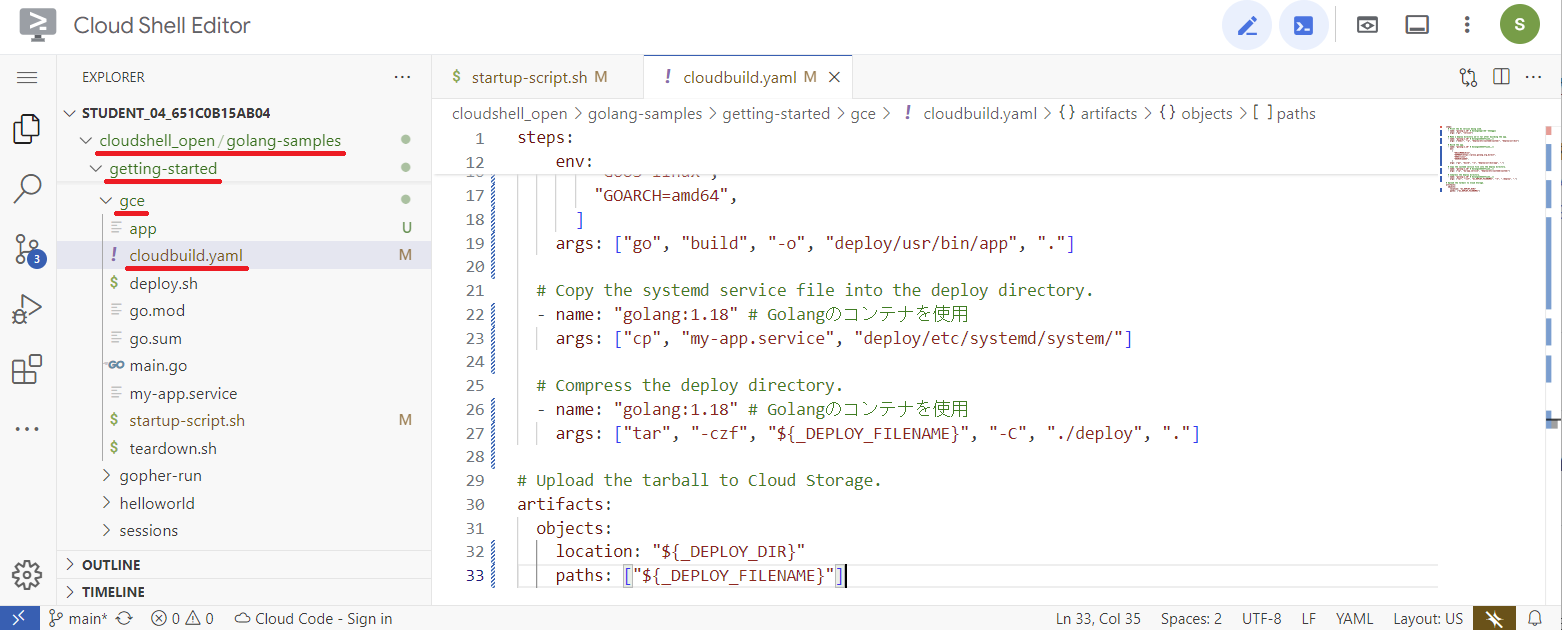 Cloud Shell Editor
S
EXPLORER
STUDENT_04_651C0B15AB04
cloudshell_open / golang-samples
getting-started
gce
app U
cloudbuild.yaml M
deploy.sh
go.mod
go.sum
main.go
my-app.service
startup-script.sh M
teardown.sh
gopher-run
helloworld
sessions
OUTLINE
TIMELINE
3
startup-script.sh M
cloudbuild.yaml M
cloudshell_open > golang-samples > getting-started > gce > ! cloudbuild.yaml > {} artifacts > {} objects > [ ] paths
1 steps:
12 env:
17 "GOARCH=amd64",
18 ]
19 args: ["go", "build", "-o", "deploy/usr/bin/app", "."]
20
21 # Copy the systemd service file into the deploy directory.
22 - name: "golang:1.18" # Golangのコンテナを使用
23 args: ["cp", "my-app.service", "deploy/etc/systemd/system/"]
24
25 # Compress the deploy directory.
26 - name: "golang:1.18" # Golangのコンテナを使用
27 args: ["tar", "-czf", "${_DEPLOY_FILENAME}", "-C", "./deploy", "."]
28
29 # Upload the tarball to Cloud Storage.
30 artifacts:
31 objects:
32 location: "${_DEPLOY_DIR}"
33 paths: ["${_DEPLOY_FILENAME}"]
main* 0 0 Cloud Code - Sign in Ln 33, Col 35 Spaces: 2 UTF-8 LF YAML Layout: US